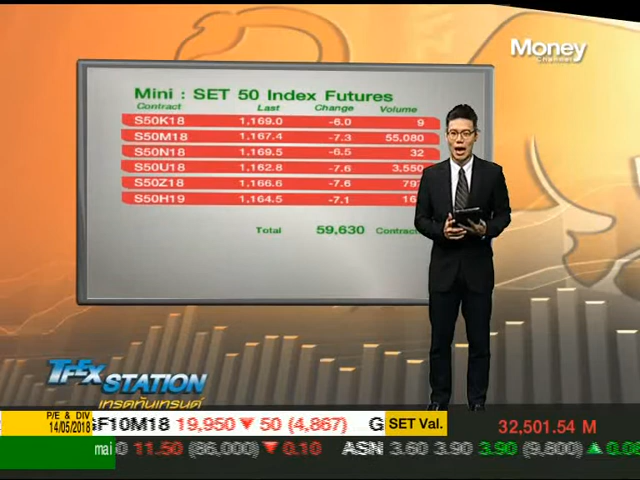 Money
Channel
Mini : SET 50 Index Futures
Contract Last Change Volume
S50K18 1,169.0 -6.0 9
S50M18 1,167.4 -7.3 55,080
S50N18 1,169.5 -6.5 32
S50U18 1,162.8 -7.6 3,550
S50Z18 1,166.6 -7.6 797
S50H19 1,164.5 -7.1 16
Total 59,630 Contrac
TFEX STATION
เทรดทันเทรนด์
P/E & DIV
14/05/2018
GF10M18 19,950 ▼ 50 (4,867) G
SET Val. 32,501.54 M
mai 0 11.50 (86,000) ▼ 0.10 ASN 3.60 3.90 3.90 (9,800) ▲ 0.0